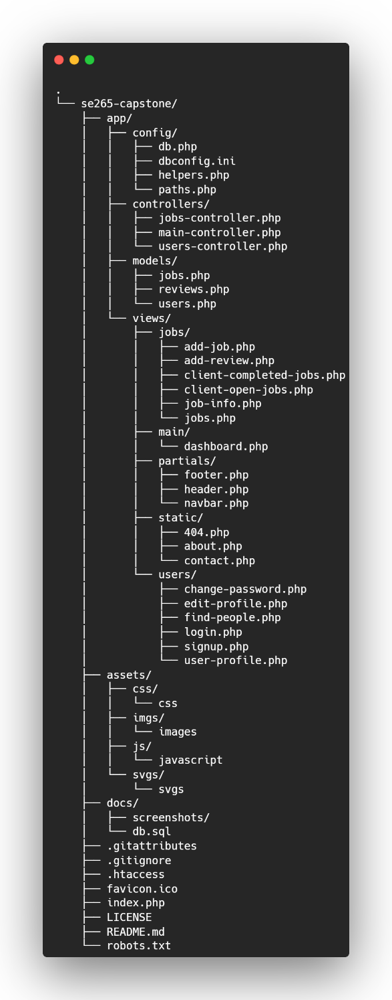 .
└── se265-capstone/
    ├── app/
    │   ├── config/
    │   │   ├── db.php
    │   │   ├── dbconfig.ini
    │   │   ├── helpers.php
    │   │   └── paths.php
    │   ├── controllers/
    │   │   ├── jobs-controller.php
    │   │   ├── main-controller.php
    │   │   └── users-controller.php
    │   ├── models/
    │   │   ├── jobs.php
    │   │   ├── reviews.php
    │   │   └── users.php
    │   └── views/
    │       ├── jobs/
    │       │   ├── add-job.php
    │       │   ├── add-review.php
    │       │   ├── client-completed-jobs.php
    │       │   ├── client-open-jobs.php
    │       │   ├── job-info.php
    │       │   └── jobs.php
    │       ├── main/
    │       │   └── dashboard.php
    │       ├── partials/
    │       │   ├── footer.php
    │       │   ├── header.php
    │       │   └── navbar.php
    │       ├── static/
    │       │   ├── 404.php
    │       │   ├── about.php
    │       │   └── contact.php
    │       └── users/
    │           ├── change-password.php
    │           ├── edit-profile.php
    │           ├── find-people.php
    │           ├── login.php
    │           ├── signup.php
    │           └── user-profile.php
    ├── assets/
    │   ├── css/
    │   │   └── css
    │   ├── imgs/
    │   │   └── images
    │   ├── js/
    │   │   └── javascript
    │   └── svgs/
    │       └── svgs
    ├── docs/
    │   ├── screenshots/
    │   └── db.sql
    ├── .gitattributes
    ├── .gitignore
    ├── .htaccess
    ├── favicon.ico
    ├── index.php
    ├── LICENSE
    ├── README.md
    └── robots.txt